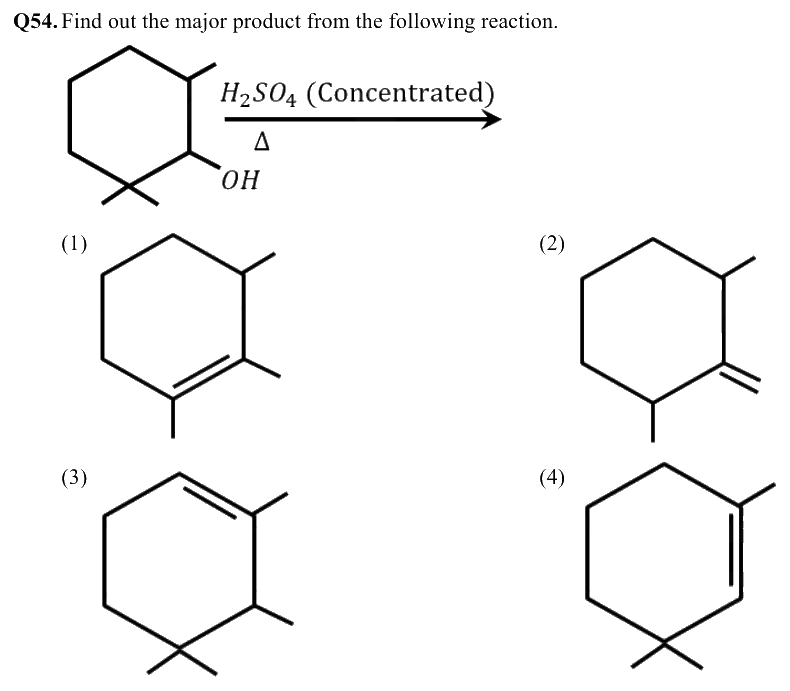 Q54. Find out the major product from the following reaction.
H₂SO₄ (Concentrated)
Δ
OH
(1)
(2)
(3)
(4)